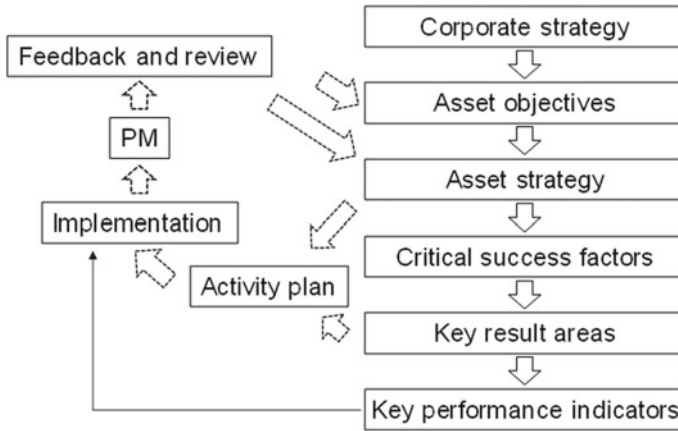 Corporate strategy
Feedback and review
Asset objectives
PM
Asset strategy
Implementation
Critical success factors
Activity plan
Key result areas
Key performance indicators